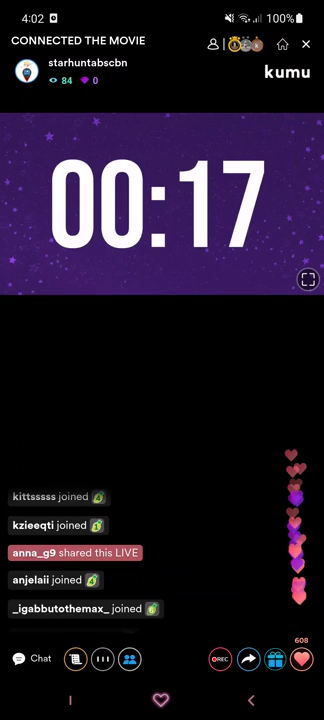 4:02
100%
CONNECTED THE MOVIE
starhuntabscbn
84 0
kumu
00:17
kittsssss joined
kzieeqti joined
anna_g9 shared this LIVE
anjelaii joined
_igabbutothemax_ joined
608
Chat
REC